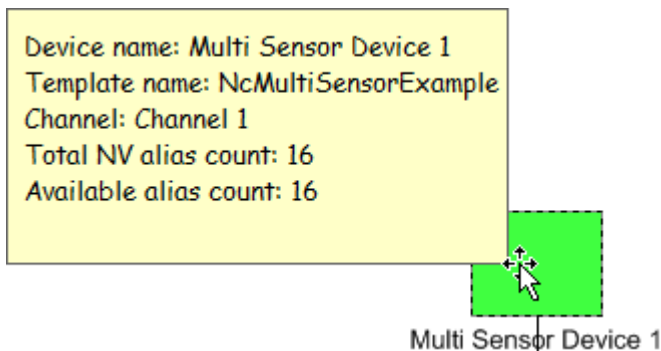 Device name: Multi Sensor Device 1
Template name: NcMultiSensorExample
Channel: Channel 1
Total NV alias count: 16
Available alias count: 16
Multi Sensor Device 1